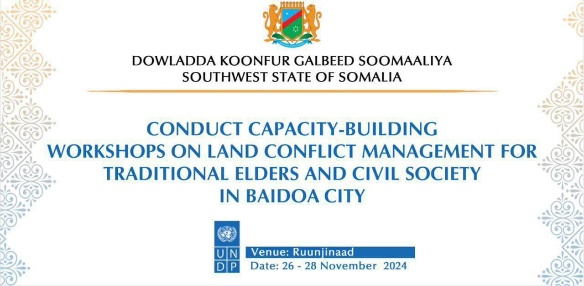 DOWLADDA KOONFUR GALBEED SOOMAALIYA
SOUTHWEST STATE OF SOMALIA
CONDUCT CAPACITY-BUILDING
WORKSHOPS ON LAND CONFLICT MANAGEMENT FOR
TRADITIONAL ELDERS AND CIVIL SOCIETY
IN BAIDOA CITY
U N
D P
Venue: Ruunjinaad
Date: 26 - 28 November 2024